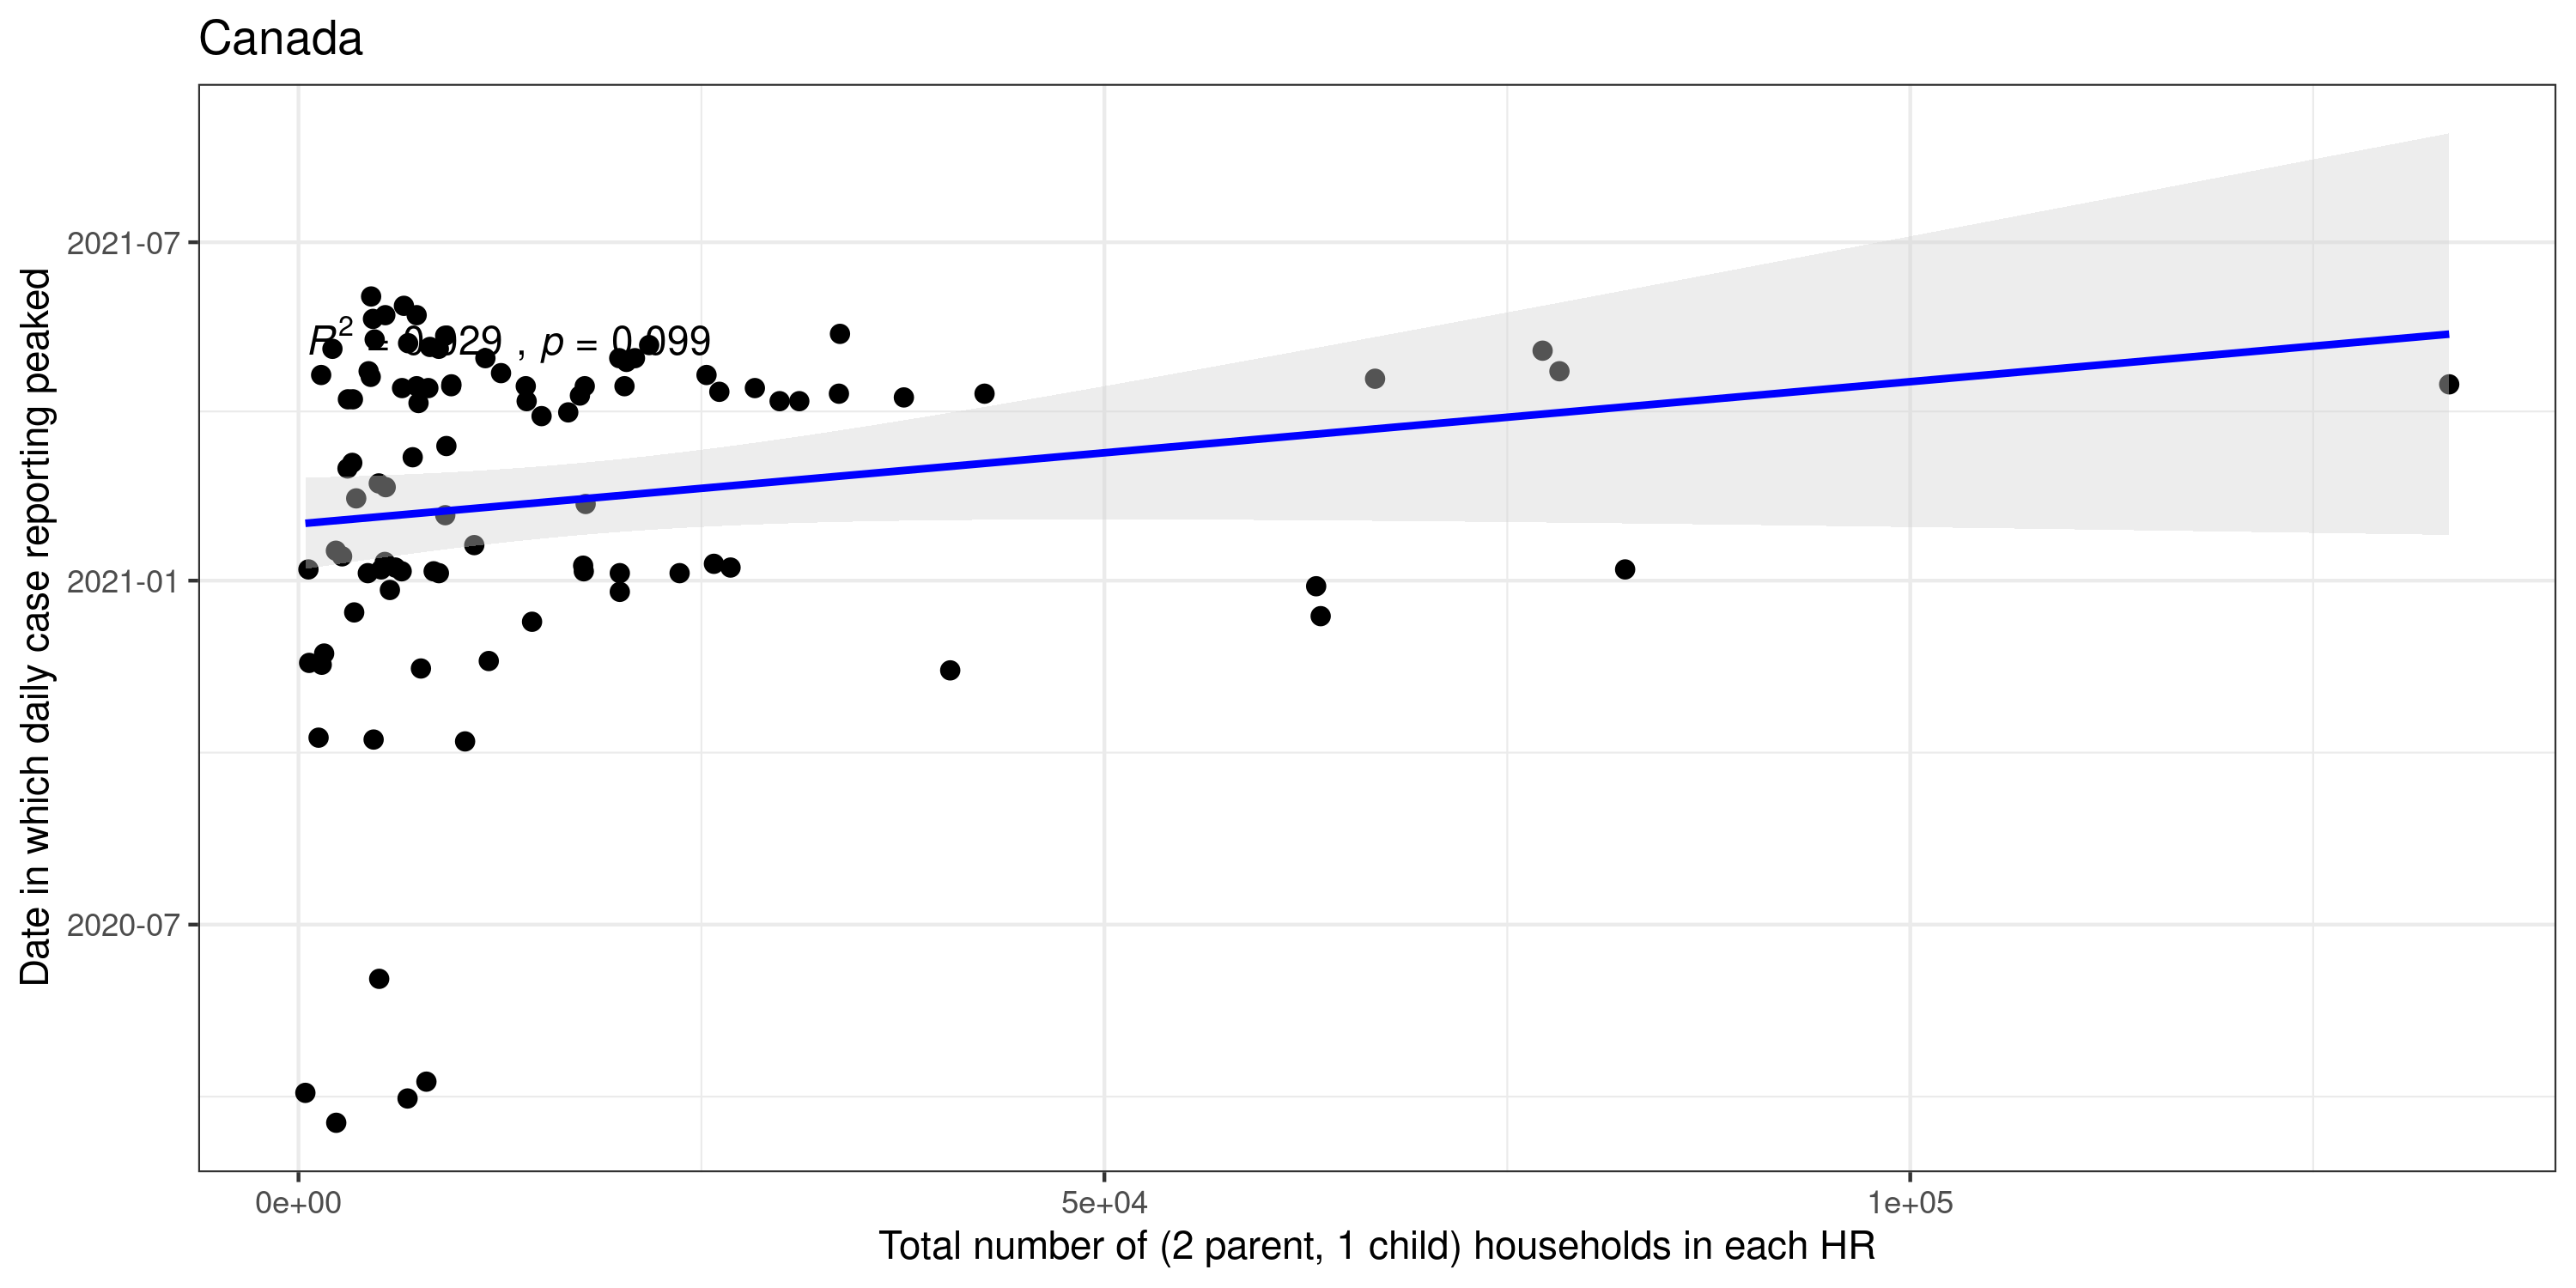 Canada
Date in which daily case reporting peaked
2021-07
2021-01
2020-07
R² = 0.029 , p = 0.099
0e+00 5e+04 1e+05
Total number of (2 parent, 1 child) households in each HR